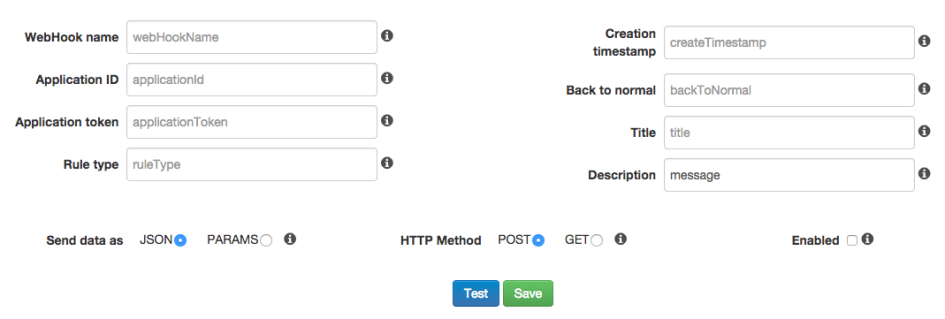 WebHook name webHookName
Application ID applicationId
Application token applicationToken
Rule type ruleType
Creation
timestamp createTimestamp
Back to normal backToNormal
Title title
Description message
Send data as JSON PARAMS HTTP Method POST GET Enabled
Test Save